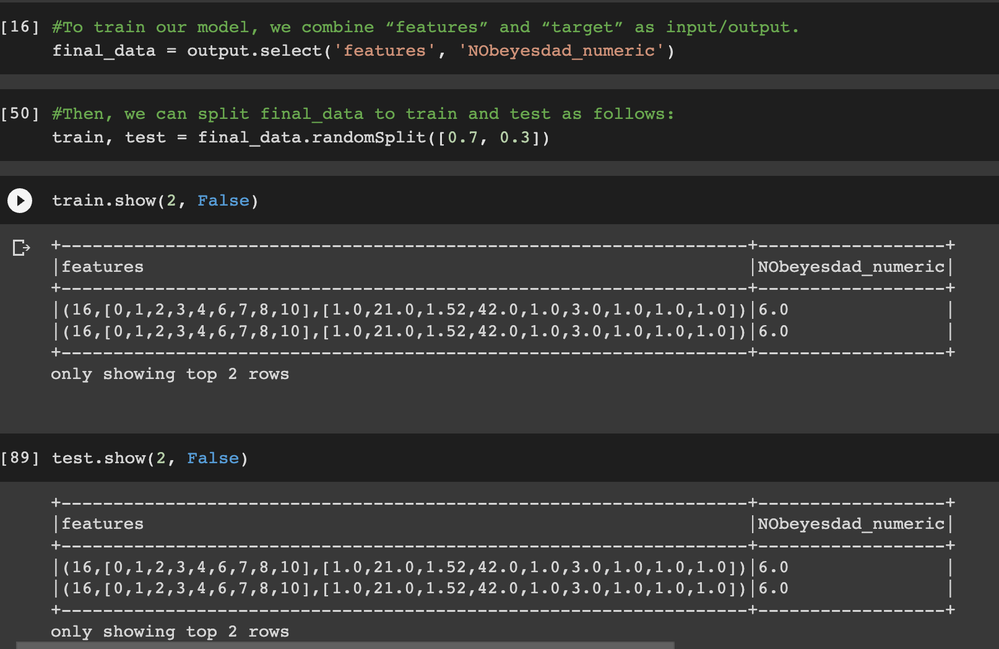 [16] #To train our model, we combine “features” and “target” as input/output.
final_data = output.select('features', 'NObeyesdad_numeric')
[50] #Then, we can split final_data to train and test as follows:
train, test = final_data.randomSplit([0.7, 0.3])
train.show(2, False)
+------------------------------------------------------------------+------------------+
|features                                                          |NObeyesdad_numeric|
+------------------------------------------------------------------+------------------+
|(16,[0,1,2,3,4,6,7,8,10],[1.0,21.0,1.52,42.0,1.0,3.0,1.0,1.0,1.0])|6.0               |
|(16,[0,1,2,3,4,6,7,8,10],[1.0,21.0,1.52,42.0,1.0,3.0,1.0,1.0,1.0])|6.0               |
+------------------------------------------------------------------+------------------+
only showing top 2 rows
[89] test.show(2, False)
+------------------------------------------------------------------+------------------+
|features                                                          |NObeyesdad_numeric|
+------------------------------------------------------------------+------------------+
|(16,[0,1,2,3,4,6,7,8,10],[1.0,21.0,1.52,42.0,1.0,3.0,1.0,1.0,1.0])|6.0               |
|(16,[0,1,2,3,4,6,7,8,10],[1.0,21.0,1.52,42.0,1.0,3.0,1.0,1.0,1.0])|6.0               |
+------------------------------------------------------------------+------------------+
only showing top 2 rows